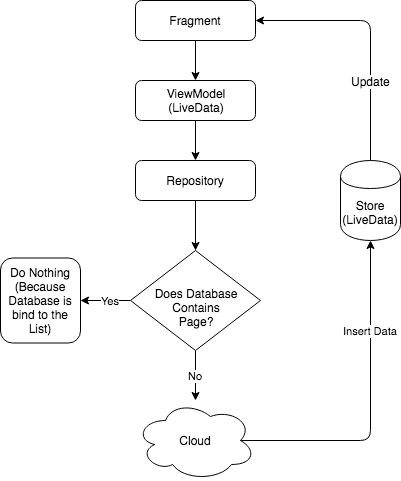 Fragment
Update
ViewModel
(LiveData)
Repository
Store
(LiveData)
Do Nothing
(Because
Database is
bind to the
List)
Yes
Does Database
Contains
Page?
Insert Data
No
Cloud